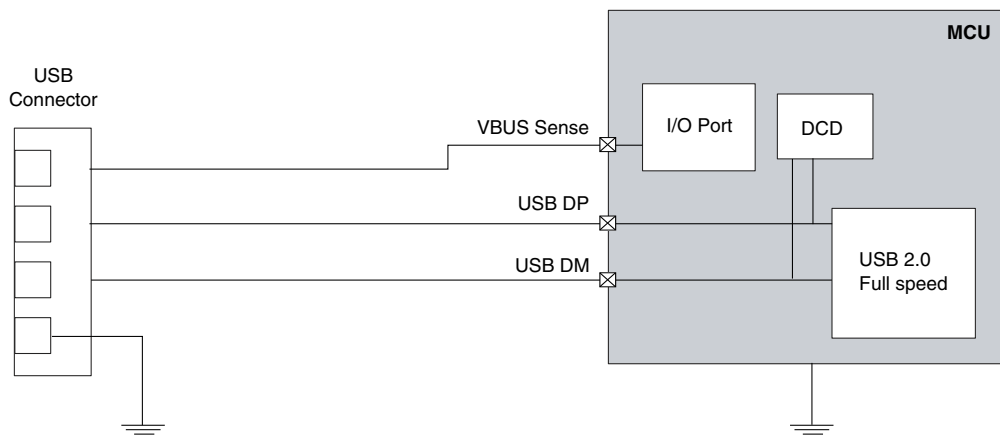 MCU
USB
Connector
VBUS Sense
I/O Port
DCD
USB DP
USB DM
USB 2.0
Full speed